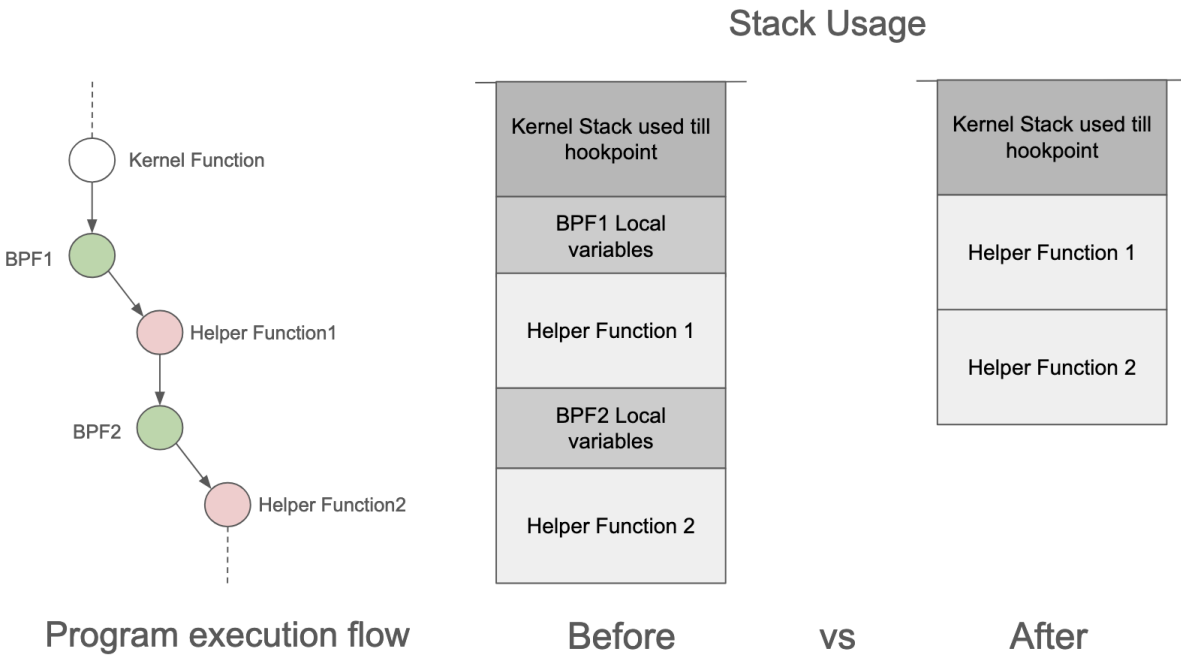 Stack Usage
Kernel Function
BPF1
Helper Function1
BPF2
Helper Function2
Kernel Stack used till
hookpoint
BPF1 Local
variables
Helper Function 1
BPF2 Local
variables
Helper Function 2
Kernel Stack used till
hookpoint
Helper Function 1
Helper Function 2
Program execution flow
Before
vs
After